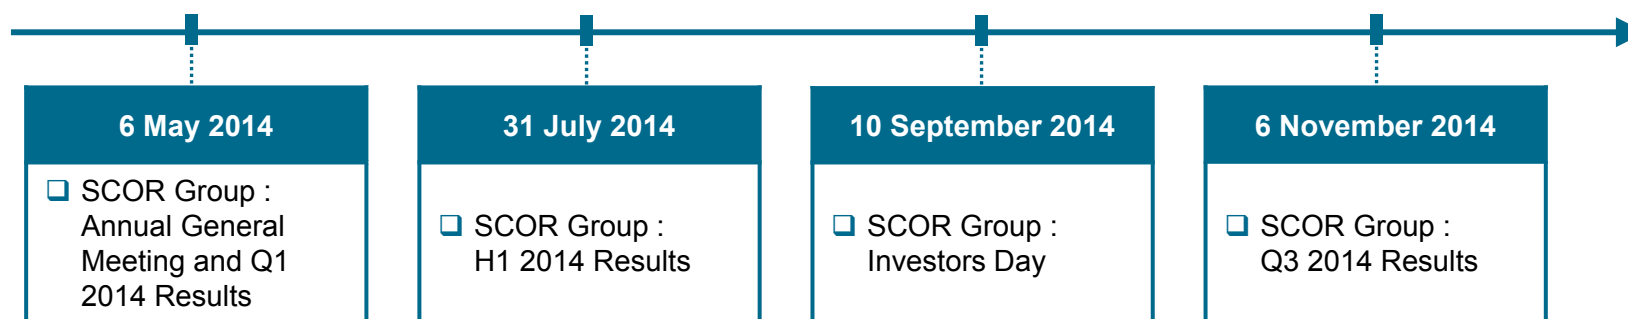 6 May 2014
SCOR Group :
Annual General
Meeting and Q1
2014 Results
31 July 2014
SCOR Group :
H1 2014 Results
10 September 2014
SCOR Group :
Investors Day
6 November 2014
SCOR Group :
Q3 2014 Results